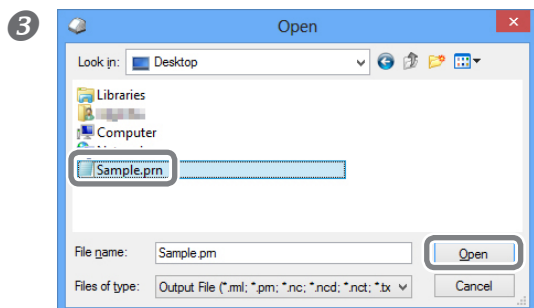 3
Open
Look in: Desktop
Libraries
Computer
Sample.prn
File name: Sample.prn Open
Files of type: Output File (*.rml; *.prn; *.nc; *.ncd; *.nct; *.tx Cancel